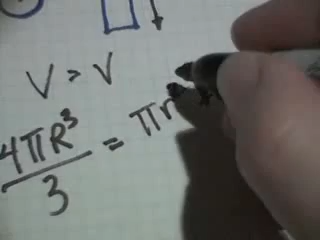 V = V
4πR³/3 = πr